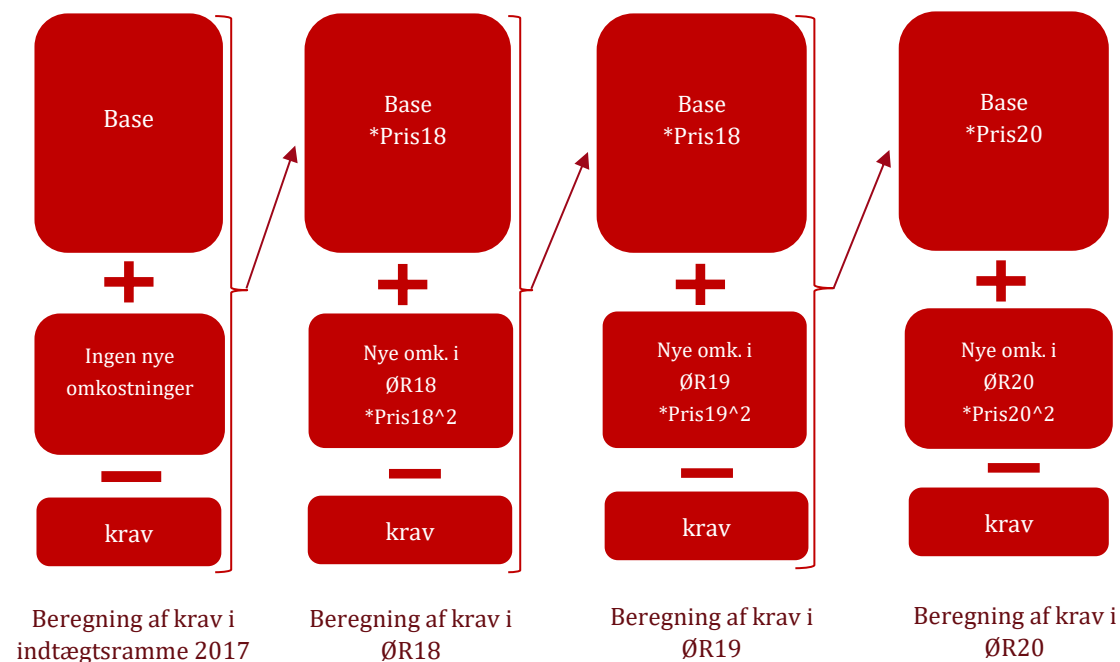 Base
+
Ingen nye
omkostninger
—
krav
Beregning af krav i
indtægtsramme 2017
Base
*Pris18
+
Nye omk. i
ØR18
*Pris18^2
—
krav
Beregning af krav i
ØR18
Base
*Pris18
+
Nye omk. i
ØR19
*Pris19^2
—
krav
Beregning af krav i
ØR19
Base
*Pris20
+
Nye omk. i
ØR20
*Pris20^2
—
krav
Beregning af krav i
ØR20